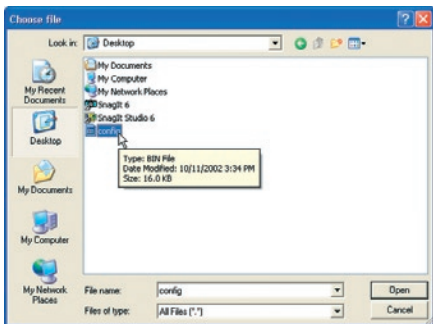 Choose file
Look in:
Desktop
My Recent
Documents
Desktop
My Documents
My Computer
My Network
Places
My Documents
My Computer
My Network Places
SnagIt 6
SnagIt Studio 6
config
Type: BIN File
Date Modified: 10/11/2002 3:34 PM
Size: 16.0 KB
File name:
config
Open
Files of type:
All Files (*.*)
Cancel